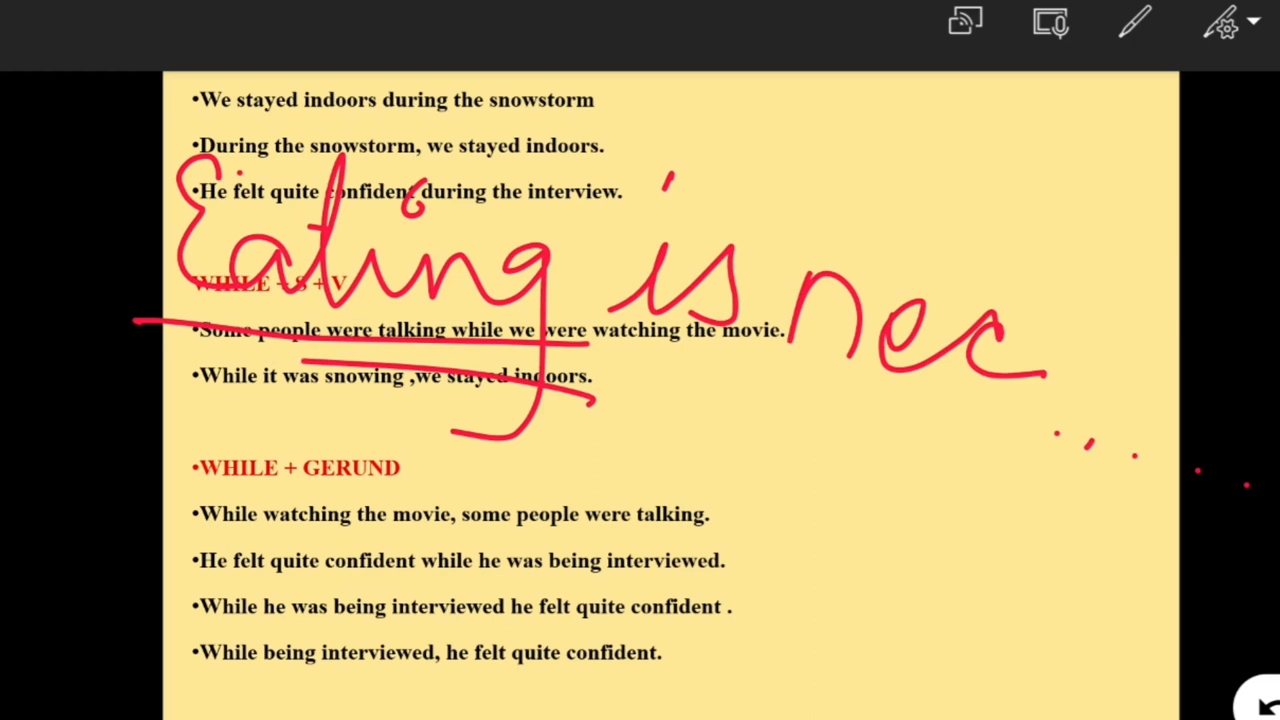 •We stayed indoors during the snowstorm
•During the snowstorm, we stayed indoors.
•He felt quite confident during the interview.
Eating is nec.....
WHILE + S + V
•Some people were talking while we were watching the movie.
•While it was snowing ,we stayed indoors.
•WHILE + GERUND
•While watching the movie, some people were talking.
•He felt quite confident while he was being interviewed.
•While he was being interviewed he felt quite confident .
•While being interviewed, he felt quite confident.